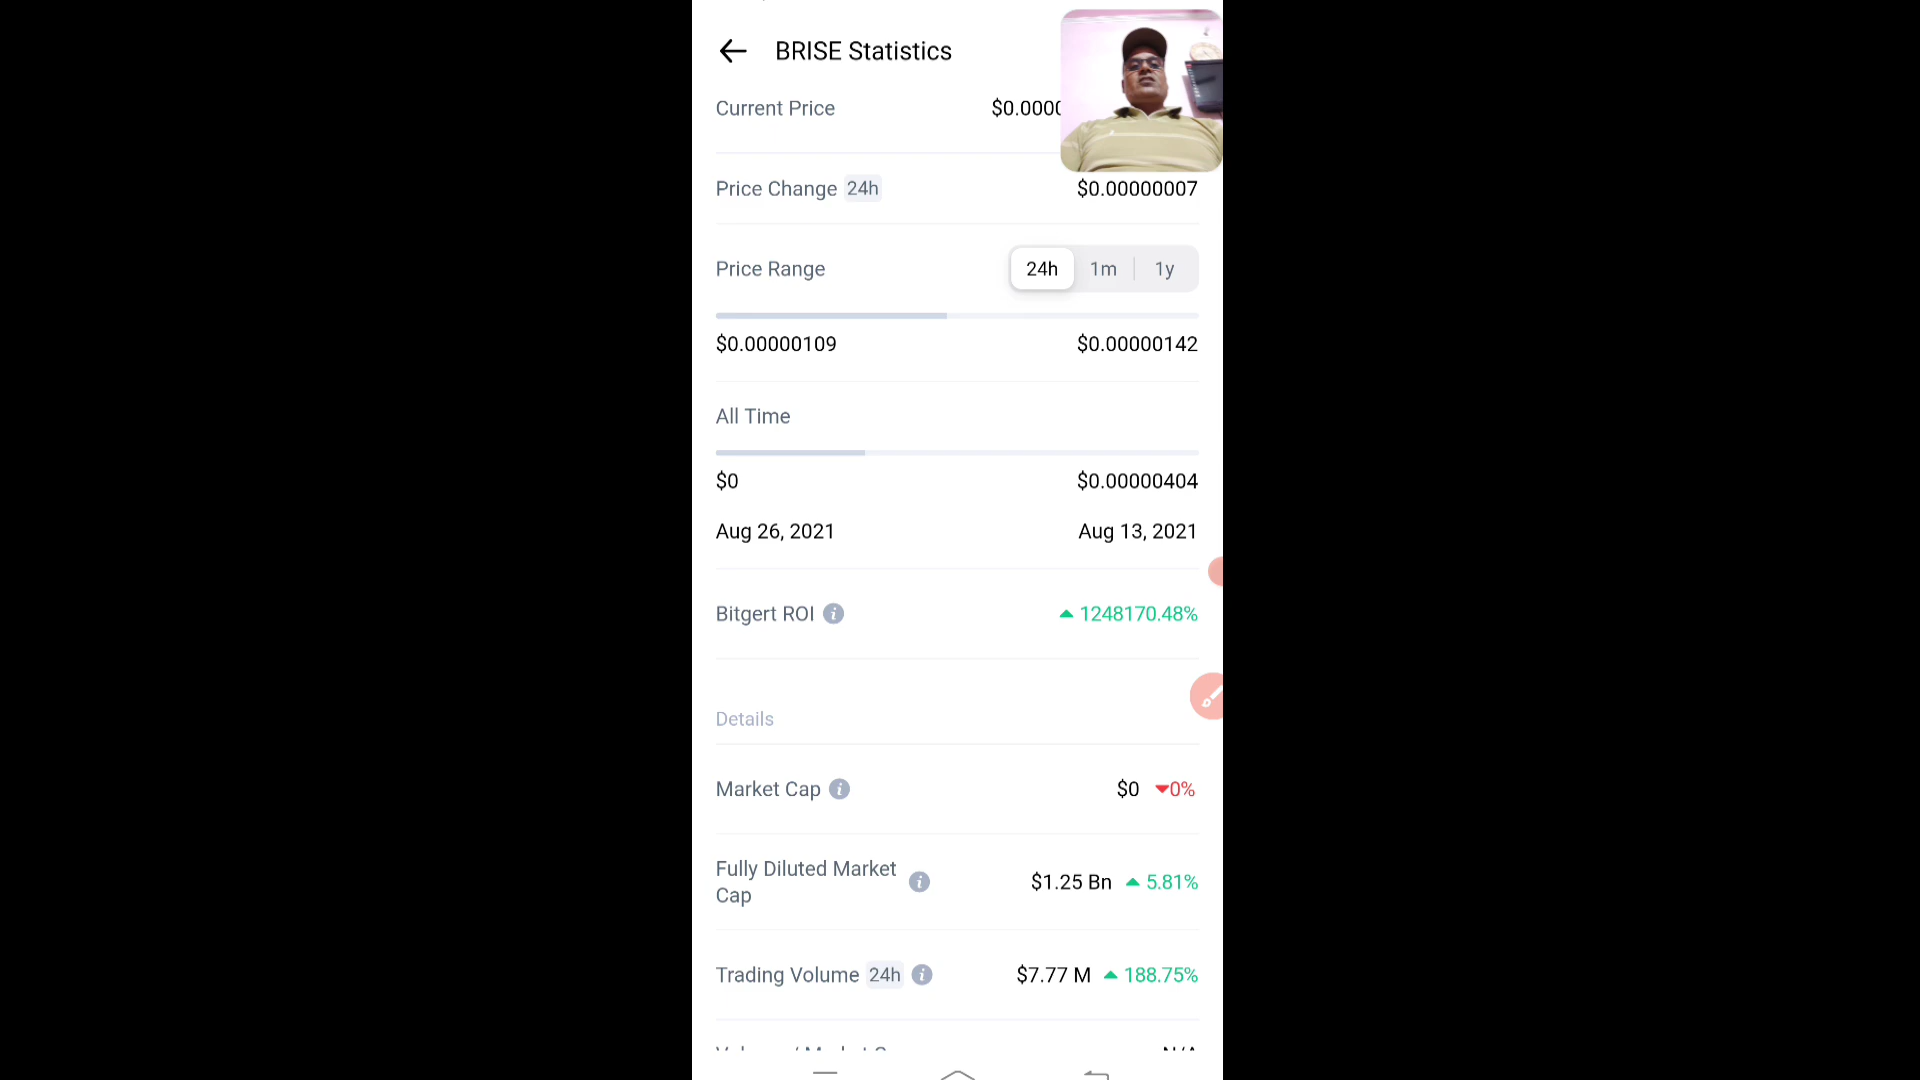 BRISE Statistics
Current Price $0.0000
Price Change 24h $0.00000007
Price Range 24h 1m 1y
$0.00000109 $0.00000142
All Time
$0 $0.00000404
Aug 26, 2021 Aug 13, 2021
Bitgert ROI 1248170.48%
Details
Market Cap $0 0%
Fully Diluted Market
Cap $1.25 Bn 5.81%
Trading Volume 24h $7.77 M 188.75%